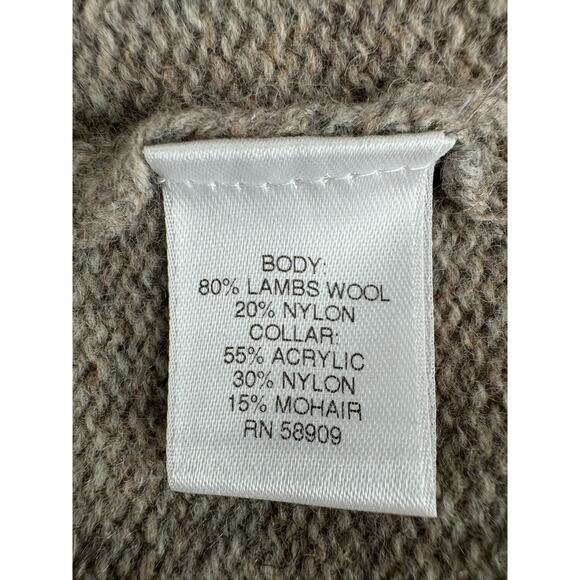 BODY:
80% LAMBS WOOL
20% NYLON
COLLAR:
55% ACRYLIC
30% NYLON
15% MOHAIR
RN 58909